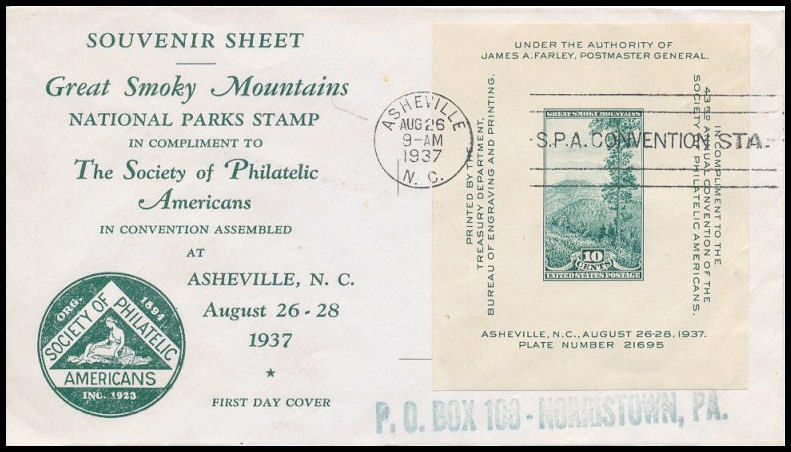 SOUVENIR SHEET
Great Smoky Mountains
NATIONAL PARKS STAMP
IN COMPLIMENT TO
The Society of Philatelic
Americans
IN CONVENTION ASSEMBLED
AT
ASHEVILLE, N. C.
August 26-28
1937
★
FIRST DAY COVER
ORG. 1894
SOCIETY OF PHILATELIC
AMERICANS
INC. 1923
ASHEVILLE
AUG 26
9-AM
1937
N. C.
S.P.A. CONVENTION STA.
UNDER THE AUTHORITY OF
JAMES A. FARLEY, POSTMASTER GENERAL.
PRINTED BY THE
TREASURY DEPARTMENT,
BUREAU OF ENGRAVING AND PRINTING.
GREAT SMOKY MOUNTAINS
10
CENTS
UNITED STATES POSTAGE
IN COMPLIMENT TO THE
43RD ANNUAL CONVENTION OF THE
SOCIETY OF PHILATELIC AMERICANS.
ASHEVILLE, N.C., AUGUST 26-28, 1937.
PLATE NUMBER 21695
P. O. BOX 100 - NORRISTOWN, PA.